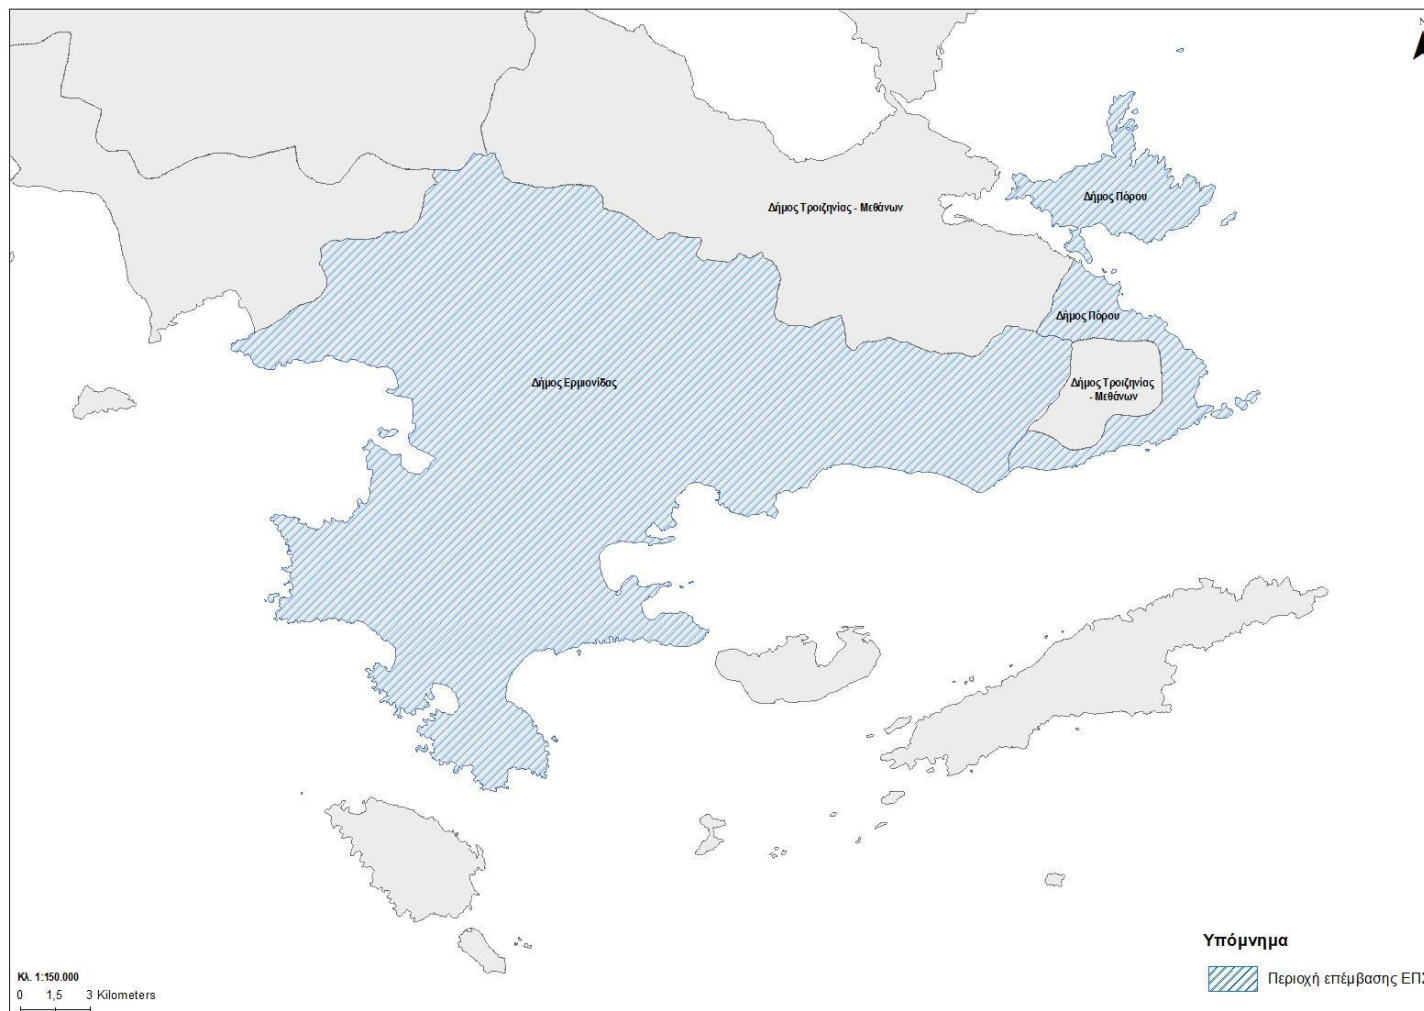 N
Δήμος Πόρου
Δήμος Τροιζηνίας - Μεθάνων
Δήμος Πόρου
Δήμος Ερμιονίδας
Δήμος Τροιζηνίας
- Μεθάνων
Υπόμνημα
Περιοχή επέμβασης
Κλ. 1:150.000
0 1,5 3 Kilometers